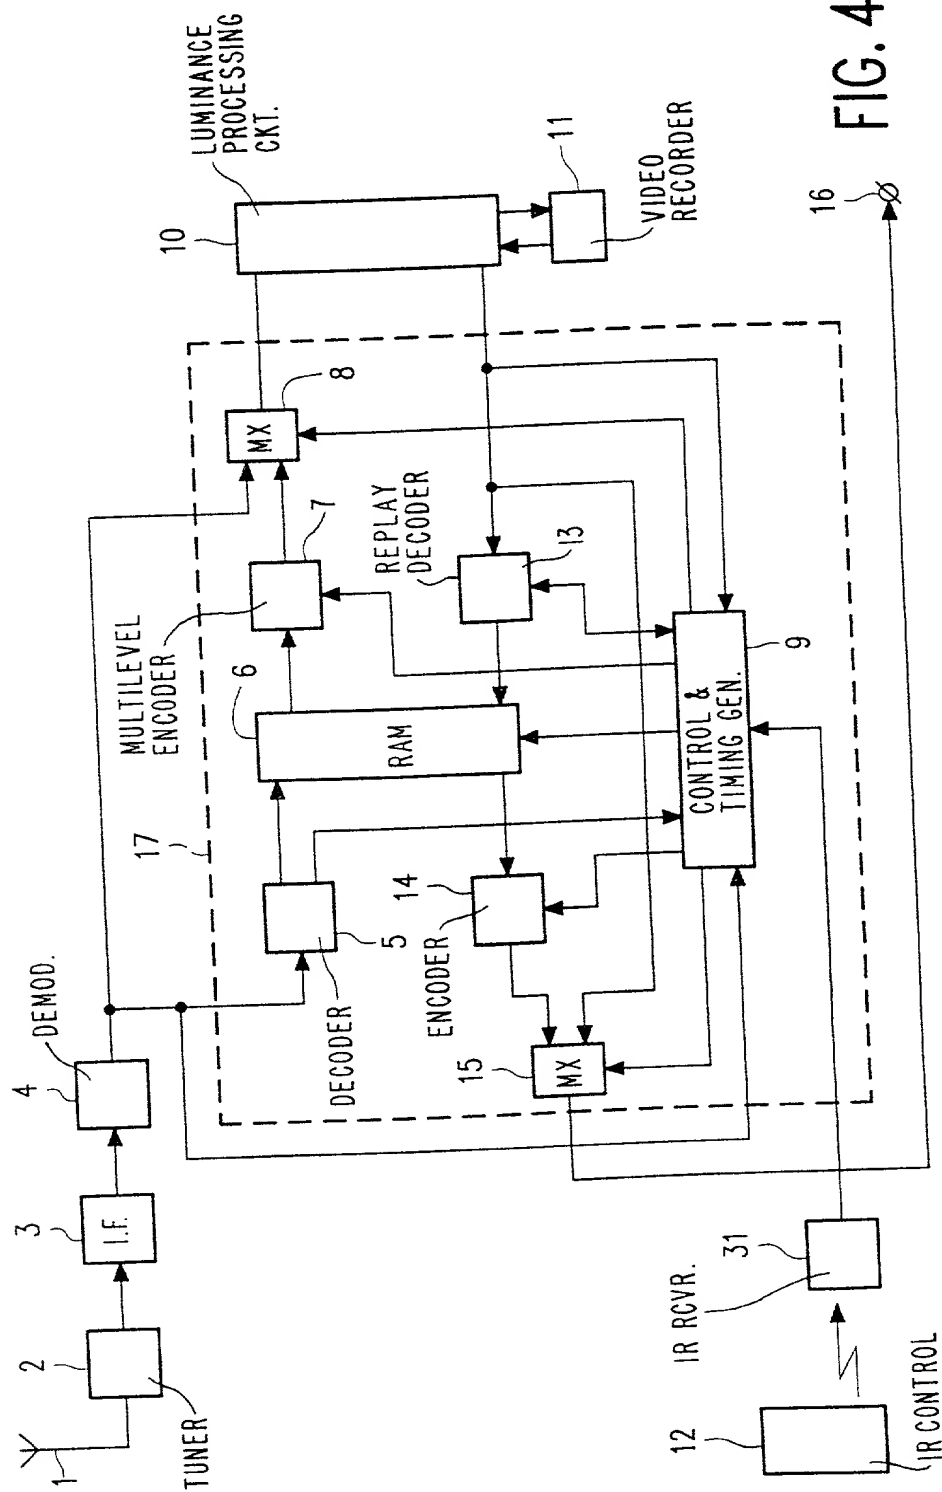 1
2
TUNER
3
I.F.
4
DEMOD.
17
DECODER
5
6
RAM
MULTILEVEL
ENCODER
7
8
MX
10
LUMINANCE
PROCESSING
CKT.
11
VIDEO
RECORDER
REPLAY
DECODER
13
14
ENCODER
15
MX
CONTROL &
TIMING GEN.
9
16
12
IR CONTROL
IR RCVR.
31
FIG. 4